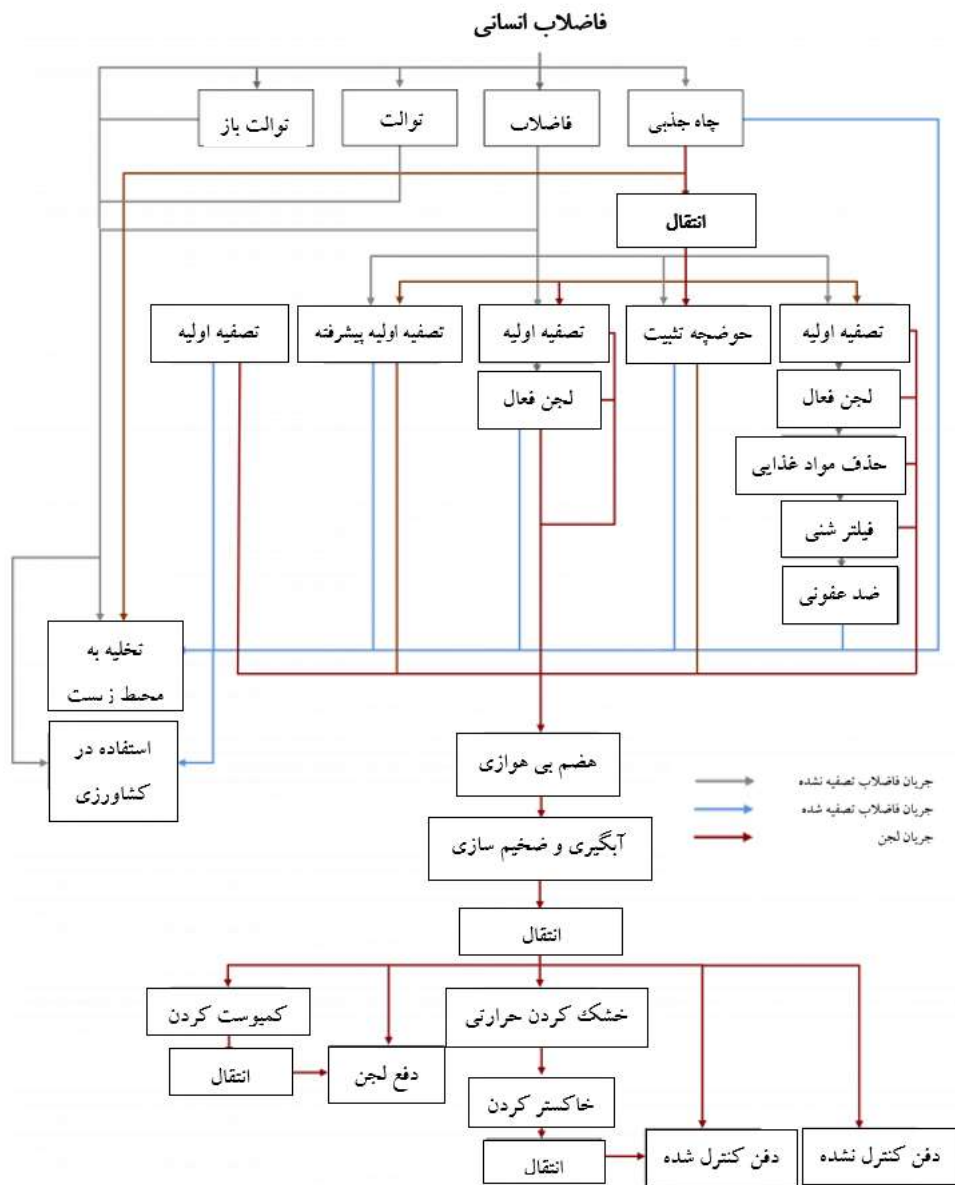 فاضلاب انسانی
چاه جذبی
فاضلاب
توالت
توالت باز
انتقال
تصفیه اولیه
حوضچه تثبیت
تصفیه اولیه
تصفیه اولیه پیشرفته
تصفیه اولیه
لجن فعال
لجن فعال
حذف مواد غذایی
فیلتر شنی
ضد عفونی
تخلیه به
محیط زیست
استفاده در
کشاورزی
هضم بی هوازی
جریان فاضلاب تصفیه نشده
جریان فاضلاب تصفیه شده
جریان لجن
آبگیری و ضخیم سازی
انتقال
خشک کردن حرارتی
کمپوست کردن
دفع لجن
انتقال
خاکستر کردن
دفن کنترل نشده
دفن کنترل شده
انتقال